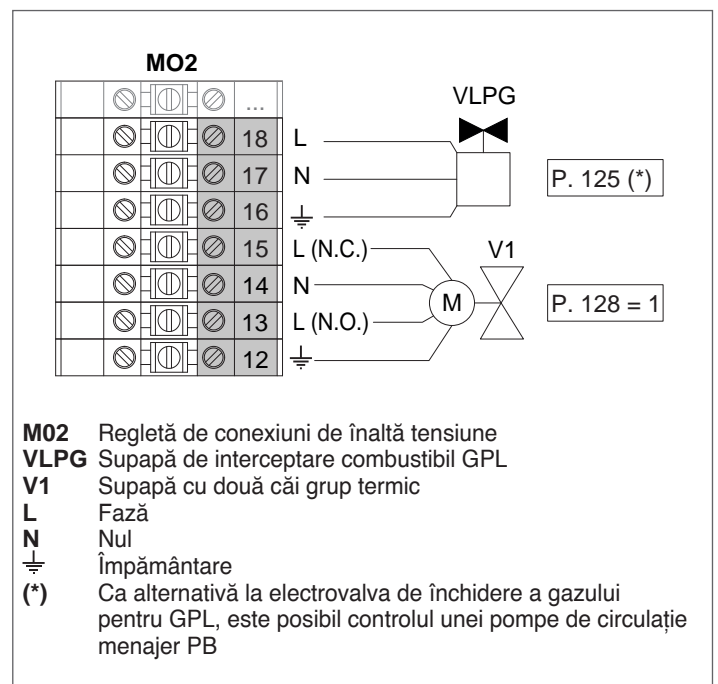 MO2
...
VLPG
18 L
17 N P. 125 (*)
16
15 L (N.C.) V1
14 N
M P. 128 = 1
13 L (N.O.)
12
M02 Regletă de conexiuni de înaltă tensiune
VLPG Supapă de interceptare combustibil GPL
V1 Supapă cu două căi grup termic
L Fază
N Nul
Împământare
(*) Ca alternativă la electrovalva de închidere a gazului
pentru GPL, este posibil controlul unei pompe de circulație
menajer PB